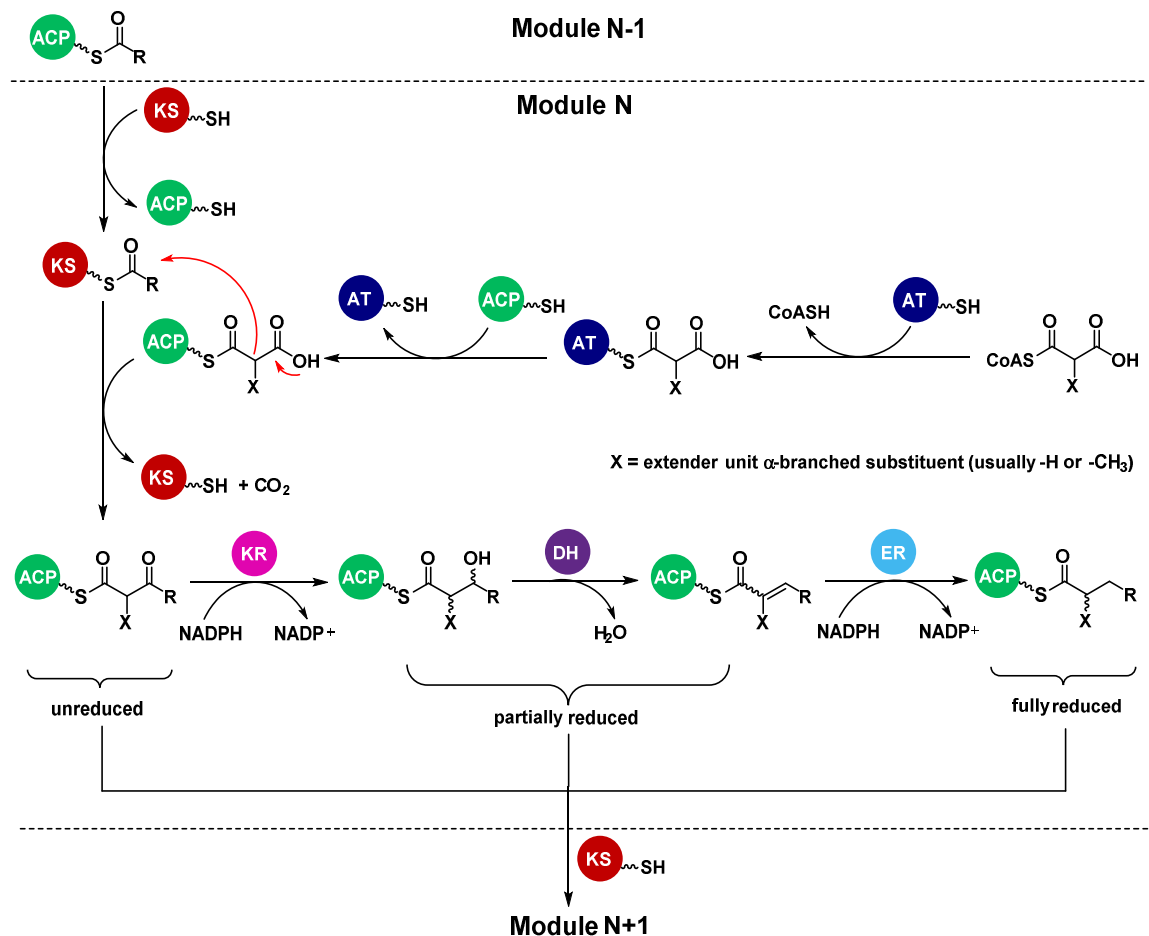 Module N-1
ACP S O R
Module N
KS SH
ACP SH
KS S O R
AT SH
ACP SH
CoASH
AT SH
ACP S O O OH X
AT S O O OH X
CoAS O O OH X
KS SH + CO2
X = extender unit α-branched substituent (usually -H or -CH3)
ACP S O O R X
KR
NADPH NADP+
ACP S O OH R X
DH
H2O
ACP S O R X
ER
NADPH NADP+
ACP S O R X
unreduced
partially reduced
fully reduced
KS SH
Module N+1